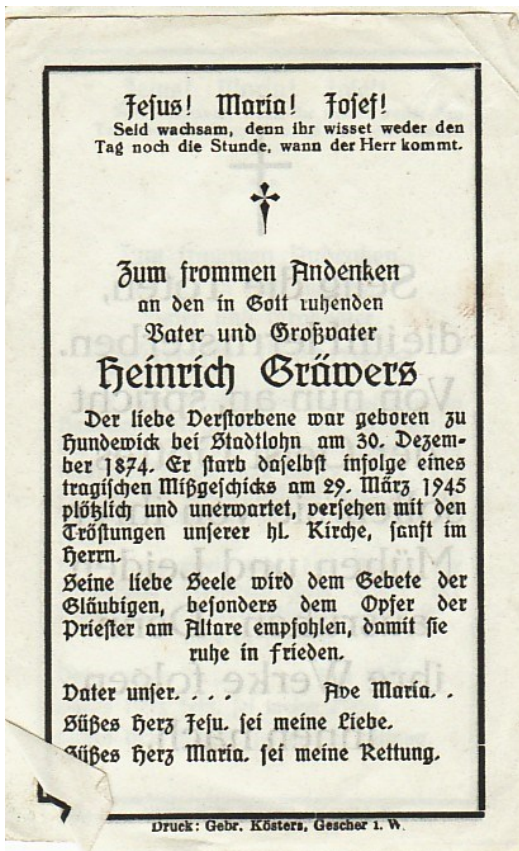 Jesus! Maria! Josef!
Seid wachsam, denn ihr wisset weder den
Tag noch die Stunde, wann der Herr kommt.
Zum frommen Andenken
an den in Gott ruhenden
Vater und Großvater
Heinrich Gräwers
Der liebe Verstorbene war geboren zu
Hundewick bei Stadtlohn am 30. Dezem-
ber 1874. Er starb daselbst infolge eines
tragischen Mißgeschicks am 29. März 1945
plötzlich und unerwartet, versehen mit den
Tröstungen unserer hl. Kirche, sanft im
Herrn.
Seine liebe Seele wird dem Gebete der
Gläubigen, besonders dem Opfer der
Priester am Altare empfohlen, damit sie
ruhe in Frieden.
Vater unser. . . . Ave Maria. .
Süßes Herz Jesu. sei meine Liebe.
Süßes Herz Maria. sei meine Rettung.
Druck: Gebr. Kösters, Gescher i. W.